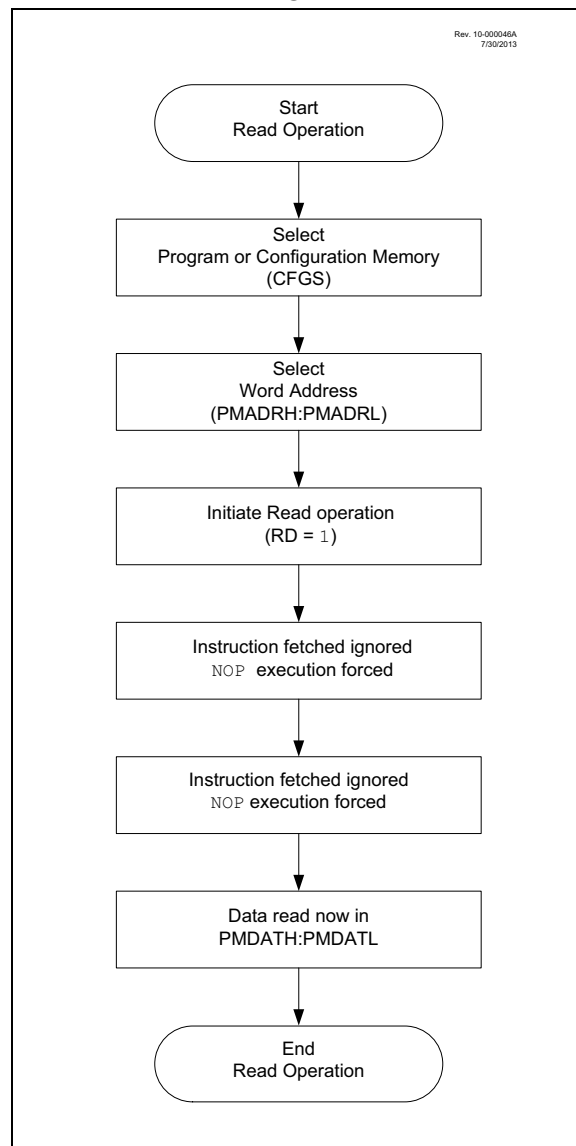 Rev. 10-000046A
7/30/2013
Start
Read Operation
Select
Program or Configuration Memory
(CFGS)
Select
Word Address
(PMADRH:PMADRL)
Initiate Read operation
(RD = 1)
Instruction fetched ignored
NOP execution forced
Instruction fetched ignored
NOP execution forced
Data read now in
PMDATH:PMDATL
End
Read Operation